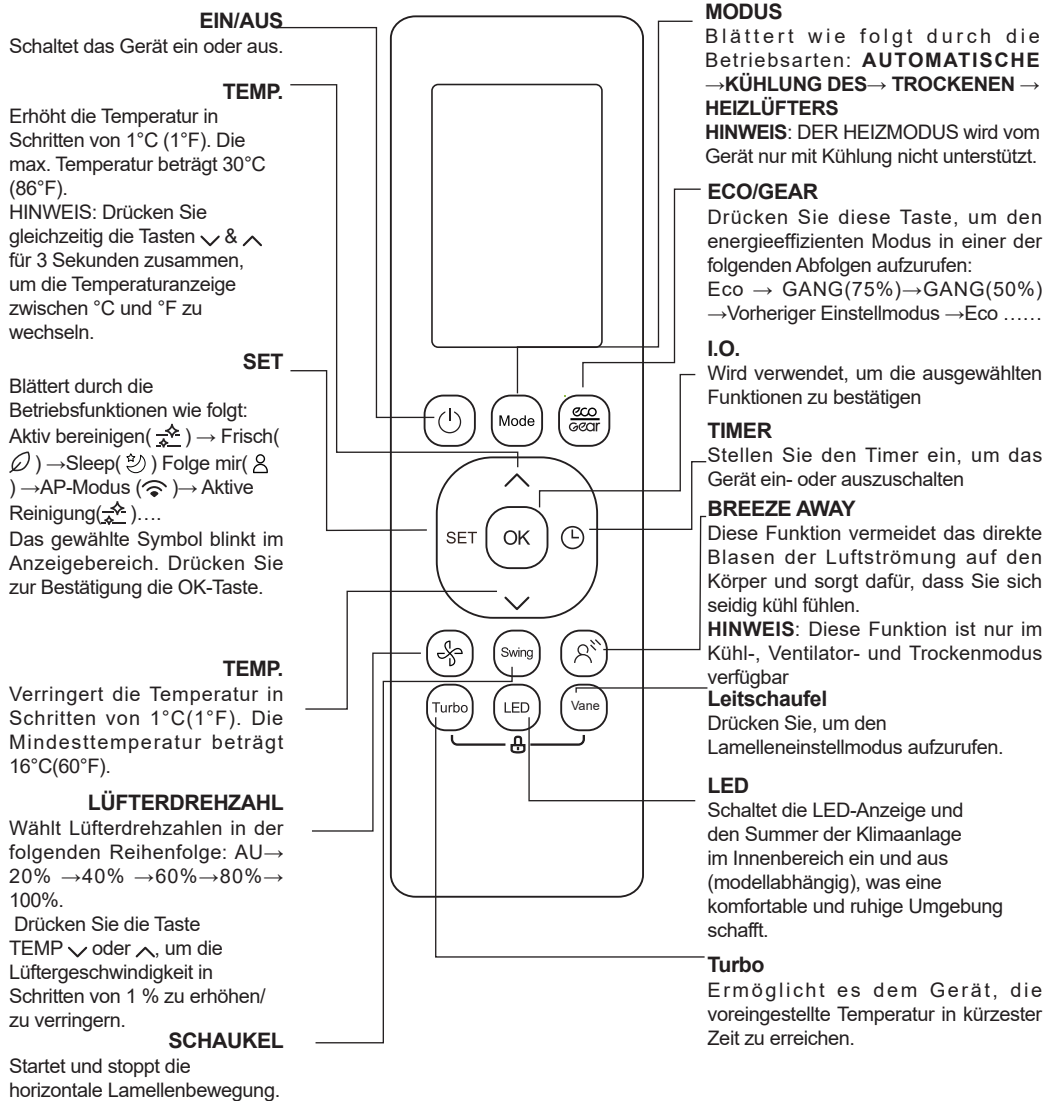 EIN/AUS
Schaltet das Gerät ein oder aus.
TEMP.
Erhöht die Temperatur in
Schritten von 1°C (1°F). Die
max. Temperatur beträgt 30°C
(86°F).
HINWEIS: Drücken Sie
gleichzeitig die Tasten ⌵ & ^
für 3 Sekunden zusammen,
um die Temperaturanzeige
zwischen °C und °F zu
wechseln.
SET
Blättert durch die
Betriebsfunktionen wie folgt:
Aktiv bereinigen( ) → Frisch(
) →Sleep( ) Folge mir(
) →AP-Modus ( )→ Aktive
Reinigung( )….
Das gewählte Symbol blinkt im
Anzeigebereich. Drücken Sie
zur Bestätigung die OK-Taste.
TEMP.
Verringert die Temperatur in
Schritten von 1°C(1°F). Die
Mindesttemperatur beträgt
16°C(60°F).
LÜFTERDREHZAHL
Wählt Lüfterdrehzahlen in der
folgenden Reihenfolge: AU→
20% →40% →60%→80%→
100%.
Drücken Sie die Taste
TEMP ⌵ oder ^, um die
Lüftergeschwindigkeit in
Schritten von 1 % zu erhöhen/
zu verringern.
SCHAUKEL
Startet und stoppt die
horizontale Lamellenbewegung.
Mode
eco
Gear
SET
OK
Swing
Turbo
LED
Vane
MODUS
Blättert wie folgt durch die
Betriebsarten: AUTOMATISCHE
→KÜHLUNG DES→ TROCKENEN →
HEIZLÜFTERS
HINWEIS: DER HEIZMODUS wird vom
Gerät nur mit Kühlung nicht unterstützt.
ECO/GEAR
Drücken Sie diese Taste, um den
energieeffizienten Modus in einer der
folgenden Abfolgen aufzurufen:
Eco → GANG(75%)→GANG(50%)
→Vorheriger Einstellmodus →Eco ……
I.O.
Wird verwendet, um die ausgewählten
Funktionen zu bestätigen
TIMER
Stellen Sie den Timer ein, um das
Gerät ein- oder auszuschalten
BREEZE AWAY
Diese Funktion vermeidet das direkte
Blasen der Luftströmung auf den
Körper und sorgt dafür, dass Sie sich
seidig kühl fühlen.
HINWEIS: Diese Funktion ist nur im
Kühl-, Ventilator- und Trockenmodus
verfügbar
Leitschaufel
Drücken Sie, um den
Lamelleneinstellmodus aufzurufen.
LED
Schaltet die LED-Anzeige und
den Summer der Klimaanlage
im Innenbereich ein und aus
(modellabhängig), was eine
komfortable und ruhige Umgebung
schafft.
Turbo
Ermöglicht es dem Gerät, die
voreingestellte Temperatur in kürzester
Zeit zu erreichen.